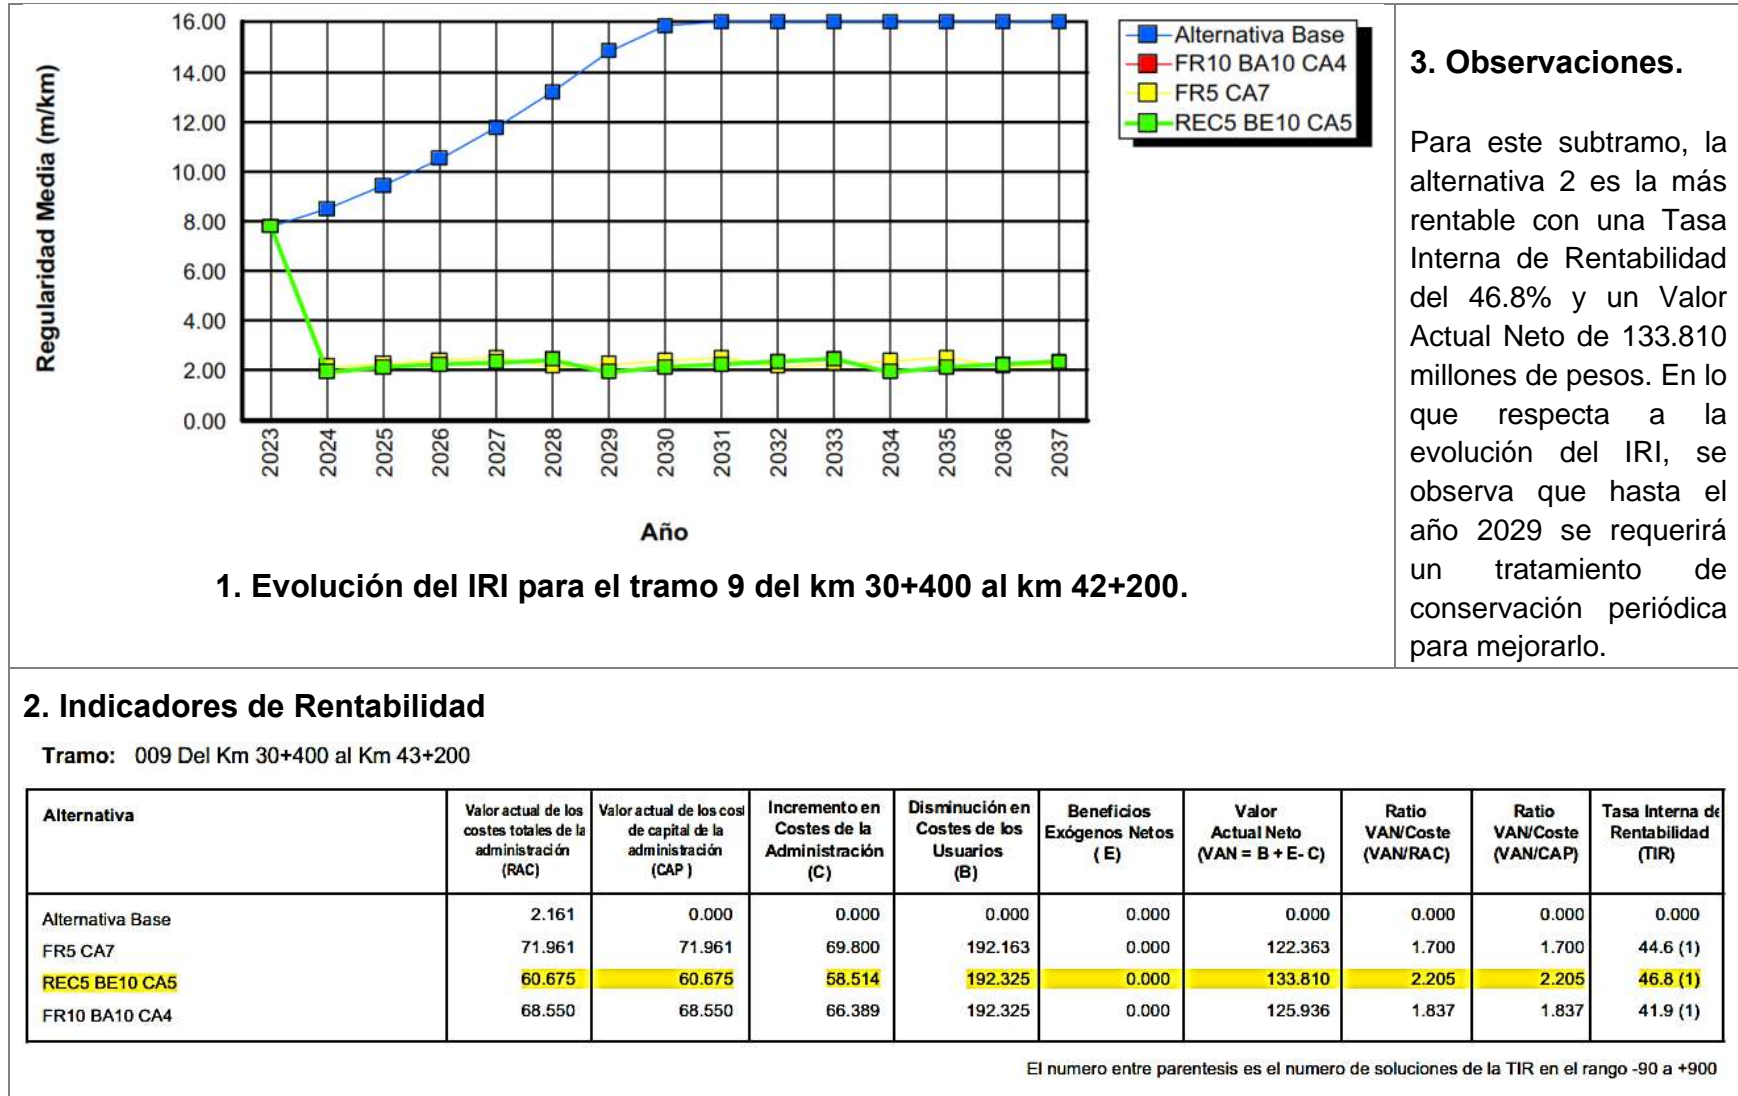 16.00
14.00
12.00
10.00
8.00
6.00
4.00
2.00
0.00
Regularidad Media (m/km)
2023
2024
2025
2026
2027
2028
2029
2030
2031
2032
2033
2034
2035
2036
2037
Año
Alternativa Base
FR10 BA10 CA4
FR5 CA7
REC5 BE10 CA5
1. Evolución del IRI para el tramo 9 del km 30+400 al km 42+200.
3. Observaciones.
Para este subtramo, la
alternativa 2 es la más
rentable con una Tasa
Interna de Rentabilidad
del 46.8% y un Valor
Actual Neto de 133.810
millones de pesos. En lo
que respecta a la
evolución del IRI, se
observa que hasta el
año 2029 se requerirá
un tratamiento de
conservación periódica
para mejorarlo.
2. Indicadores de Rentabilidad
Tramo: 009 Del Km 30+400 al Km 43+200
Alternativa
Valor actual de los
costes totales de la
administración
(RAC)
Valor actual de los cos
de capital de la
administración
(CAP )
Incremento en
Costes de la
Administración
(C)
Disminución en
Costes de los
Usuarios
(B)
Beneficios
Exógenos Netos
( E)
Valor
Actual Neto
(VAN = B + E- C)
Ratio
VAN/Coste
(VAN/RAC)
Ratio
VAN/Coste
(VAN/CAP)
Tasa Interna de
Rentabilidad
(TIR)
Alternativa Base 2.161 0.000 0.000 0.000 0.000 0.000 0.000 0.000 0.000
FR5 CA7 71.961 71.961 69.800 192.163 0.000 122.363 1.700 1.700 44.6 (1)
REC5 BE10 CA5 60.675 60.675 58.514 192.325 0.000 133.810 2.205 2.205 46.8 (1)
FR10 BA10 CA4 68.550 68.550 66.389 192.325 0.000 125.936 1.837 1.837 41.9 (1)
El numero entre parentesis es el numero de soluciones de la TIR en el rango -90 a +900